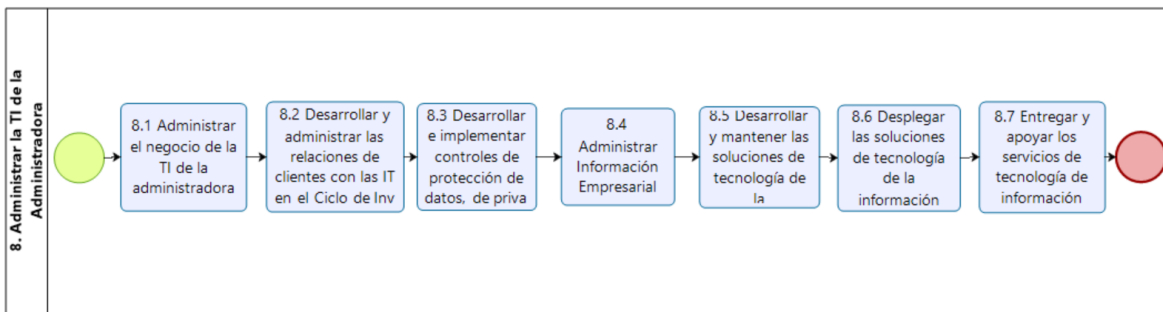 8. Administrar la TI de la
Administradora
8.1 Administrar
el negocio de la
TI de la
administradora
8.2 Desarrollar y
administrar las
relaciones de
clientes con las IT
en el Ciclo de Inv
8.3 Desarrollar
e implementar
controles de
protección de
datos, de priva
8.4
Administrar
Información
Empresarial
8.5 Desarrollar
y mantener las
soluciones de
tecnología de
la
8.6 Desplegar
las soluciones
de tecnología
de la
información
8.7 Entregar y
apoyar los
servicios de
tecnología de
información